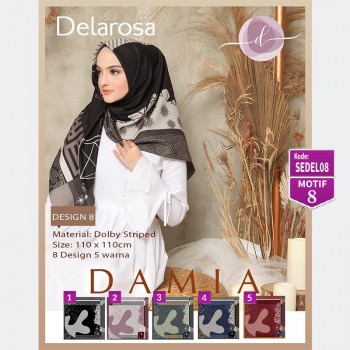 Delarosa
d
Kode:
SEDEL08
MOTIF
8
DESIGN 8
Material: Dolby Striped
Size: 110 x 110cm
8 Design 5 warna
DAMIA
1 2 3 4 5